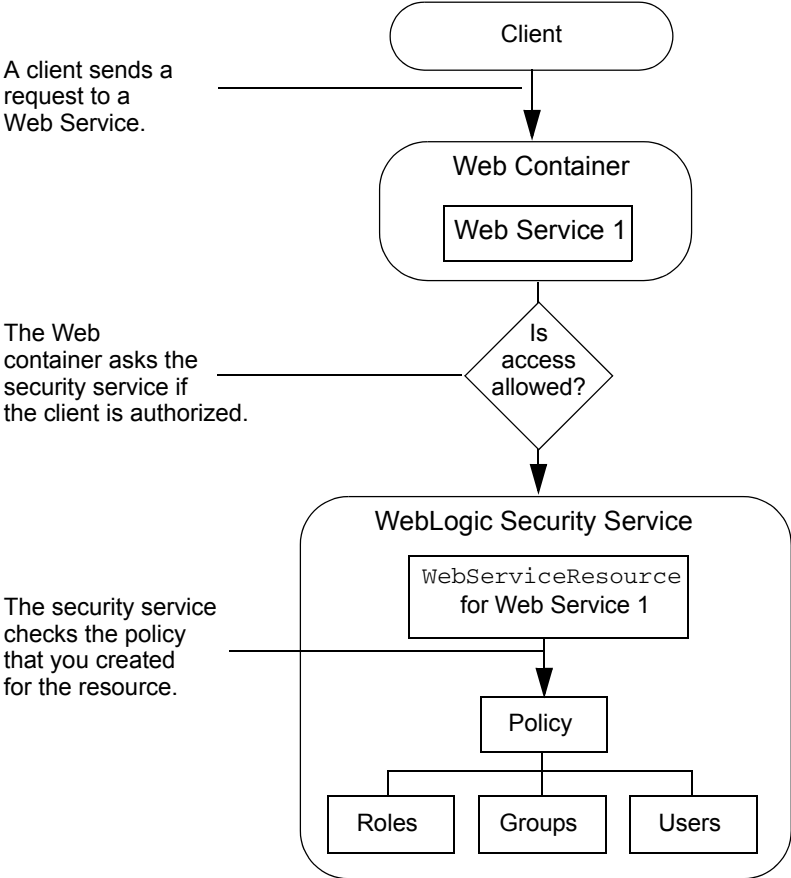 Client
A client sends a
request to a
Web Service.
Web Container
Web Service 1
The Web
container asks the
security service if
the client is authorized.
Is
access
allowed?
WebLogic Security Service
WebServiceResource
for Web Service 1
The security service
checks the policy
that you created
for the resource.
Policy
Roles
Groups
Users